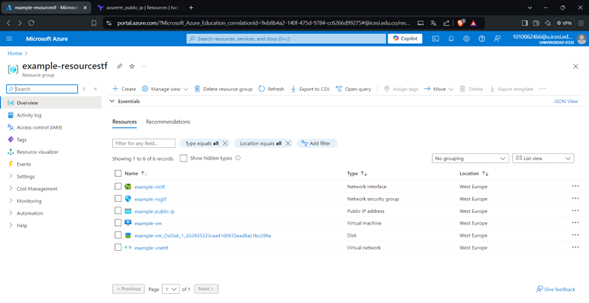 example-resourcestf - Microsoft
azurerm_public_ip | Resources | ha
portal.azure.com/?Microsoft_Azure_Education_correlationId=9eb8b4a2-140f-475d-9784-cc6266d99275#@icesi.edu.co/res...
VPN
Microsoft Azure
Search resources, services, and docs (G+/)
Copilot
1010062466@u.icesi.ed...
UNIVERSIDAD ICESI
Home >
example-resourcestf
Resource group
Search
Create
Manage view
Delete resource group
Refresh
Export to CSV
Open query
Assign tags
Move
Delete
Export template
Overview
Activity log
Access control (IAM)
Tags
Resource visualizer
Events
Settings
Cost Management
Monitoring
Automation
Help
Essentials
JSON View
Resources
Recommendations
Filter for any field...
Type equals all
Location equals all
Add filter
Showing 1 to 6 of 6 records.
Show hidden types
No grouping
List view
Name
Type
Location
example-nictf
Network Interface
West Europe
example-nsgtf
Network security group
West Europe
example-public-ip
Public IP address
West Europe
example-vm
Virtual machine
West Europe
Disk
West Europe
example-vnettf
Virtual network
West Europe
< Previous
Page
1
of 1
Next >
Give feedback